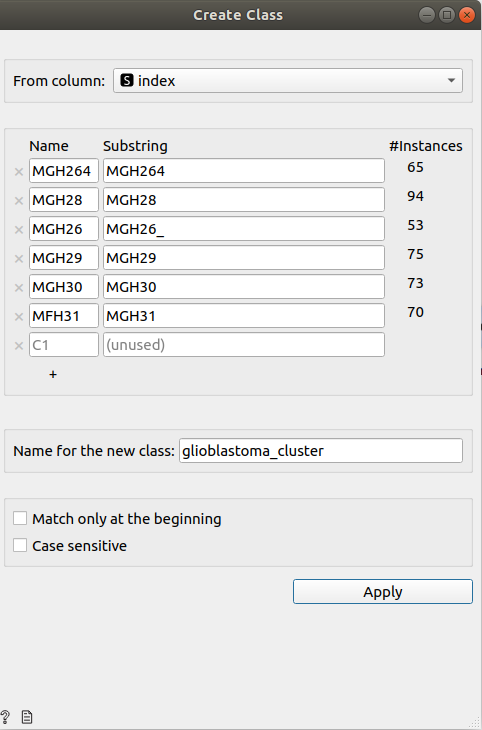 Create Class
From column: S index
Name Substring #Instances
× MGH264 MGH264 65
× MGH28 MGH28 94
× MGH26 MGH26_ 53
× MGH29 MGH29 75
× MGH30 MGH30 73
× MFH31 MGH31 70
× C1 (unused)
+
Name for the new class: glioblastoma_cluster
Match only at the beginning
Case sensitive
Apply
?